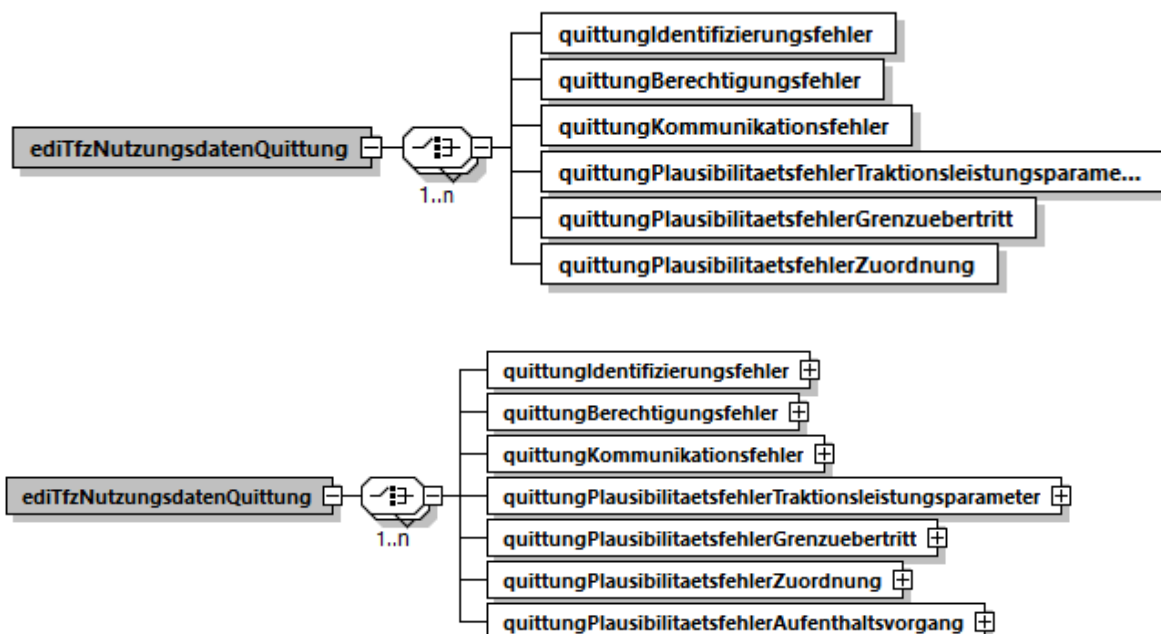 quittungIdentifizierungsfehler
quittungBerechtigungsfehler
quittungKommunikationsfehler
ediTfzNutzungsdatenQuittung
quittungPlausibilitaetsfehlerTraktionsleistungsparame...
1..n
quittungPlausibilitaetsfehlerGrenzuebertritt
quittungPlausibilitaetsfehlerZuordnung
quittungIdentifizierungsfehler
quittungBerechtigungsfehler
quittungKommunikationsfehler
ediTfzNutzungsdatenQuittung
quittungPlausibilitaetsfehlerTraktionsleistungsparameter
1..n
quittungPlausibilitaetsfehlerGrenzuebertritt
quittungPlausibilitaetsfehlerZuordnung
quittungPlausibilitaetsfehlerAufenthaltsvorgang